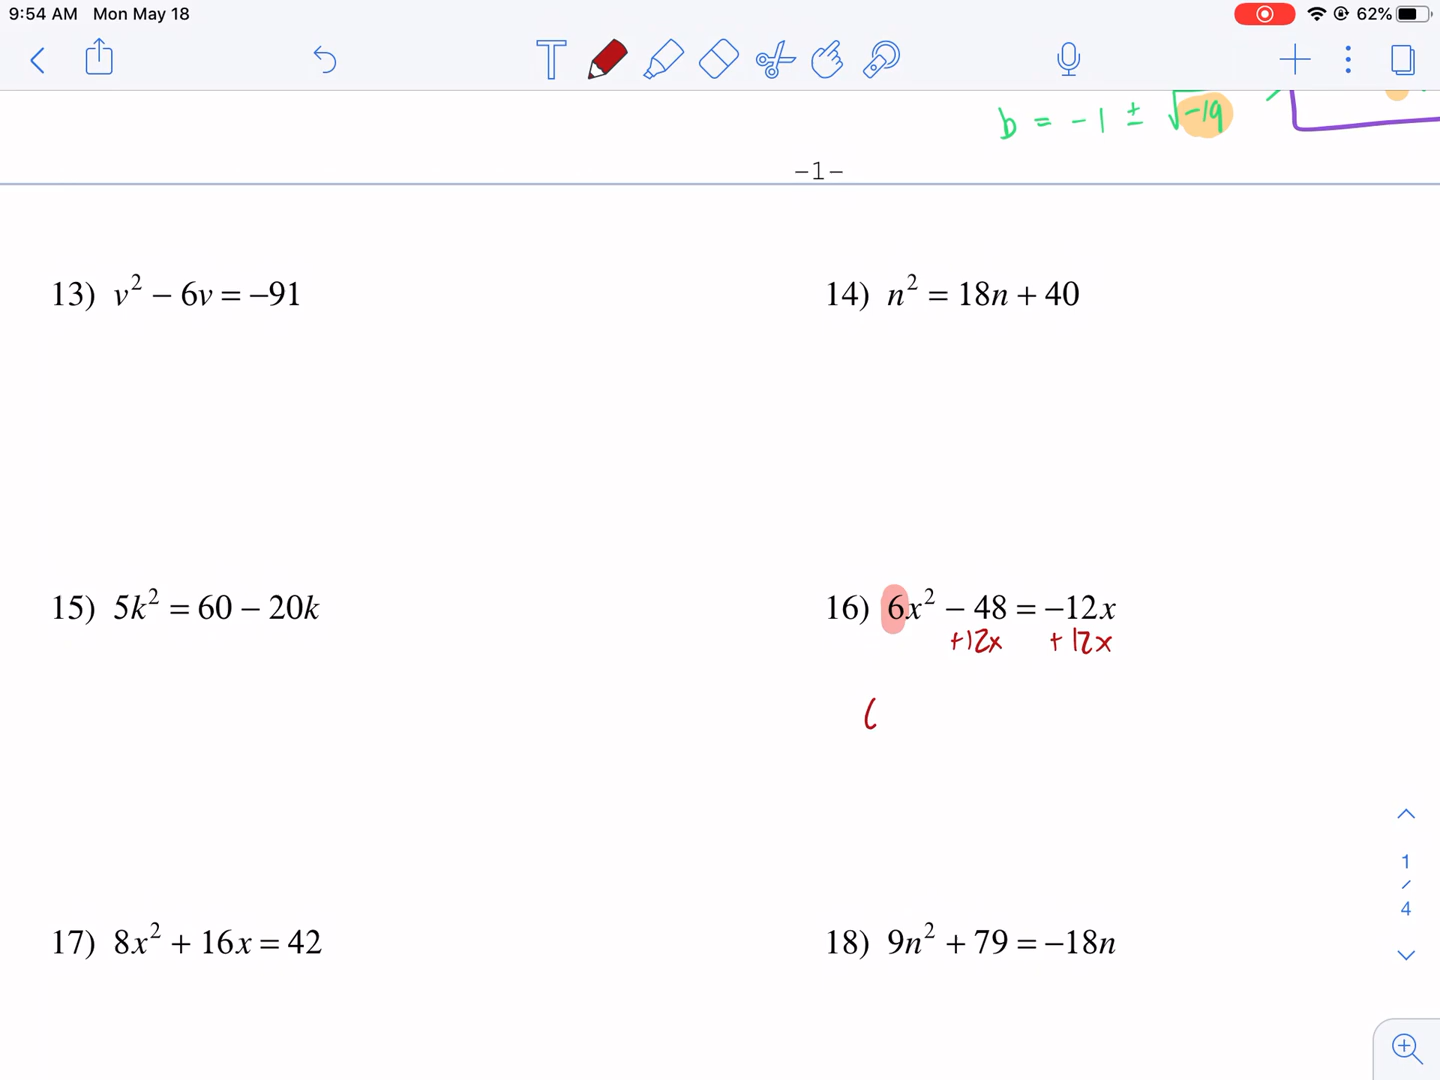 9:54 AM Mon May 18
62%
T
b = -1 ± √-19
-1-
13) v² − 6v = −91
14) n² = 18n + 40
15) 5k² = 60 − 20k
16) 6x² − 48 = −12x
+12x +12x
(
1
/
4
17) 8x² + 16x = 42
18) 9n² + 79 = −18n